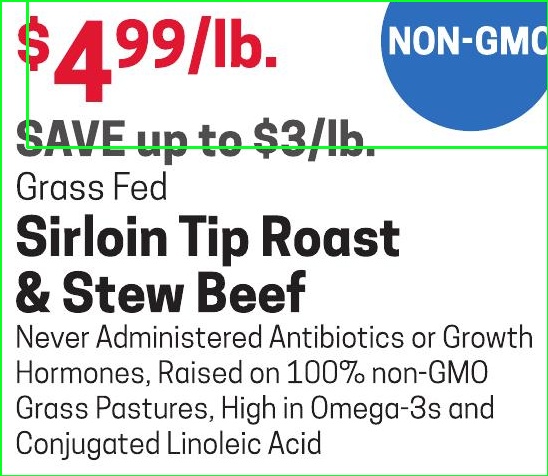 $4.99/lb.
NON-GMO
SAVE up to $3/lb.
Grass Fed
Sirloin Tip Roast
& Stew Beef
Never Administered Antibiotics or Growth
Hormones, Raised on 100% non-GMO
Grass Pastures, High in Omega-3s and
Conjugated Linoleic Acid